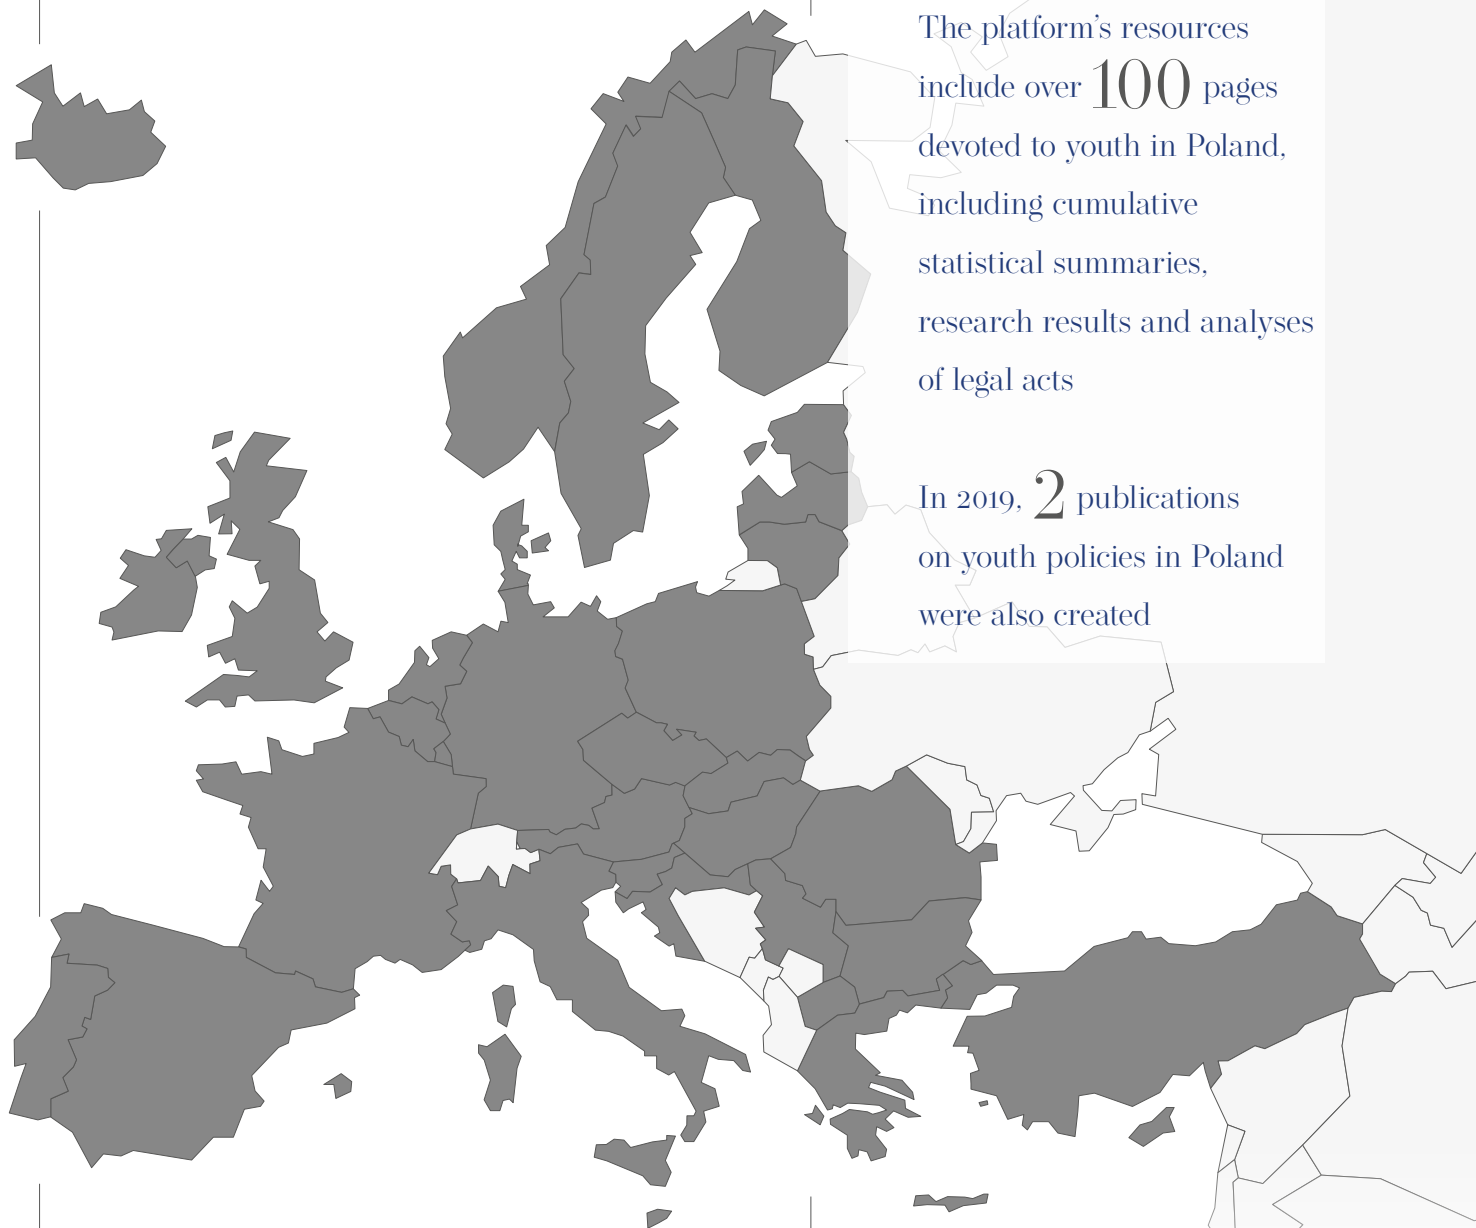 The platform's resources
include over 100 pages
devoted to youth in Poland,
including cumulative
statistical summaries,
research results and analyses
of legal acts
In 2019, 2 publications
on youth policies in Poland
were also created